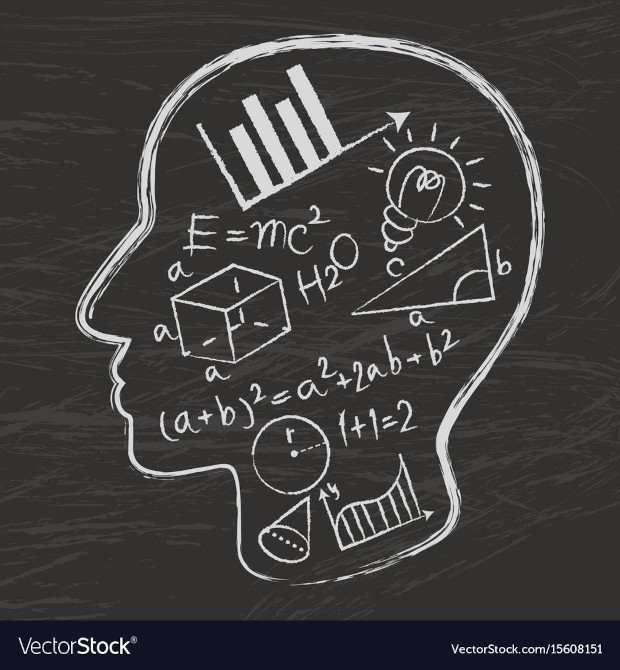 E=mc²
H2O
a
a
a
c
b
a
(a+b)²=a²+2ab+b²
r
1+1=2
y
VectorStock®
VectorStock.com/15608151